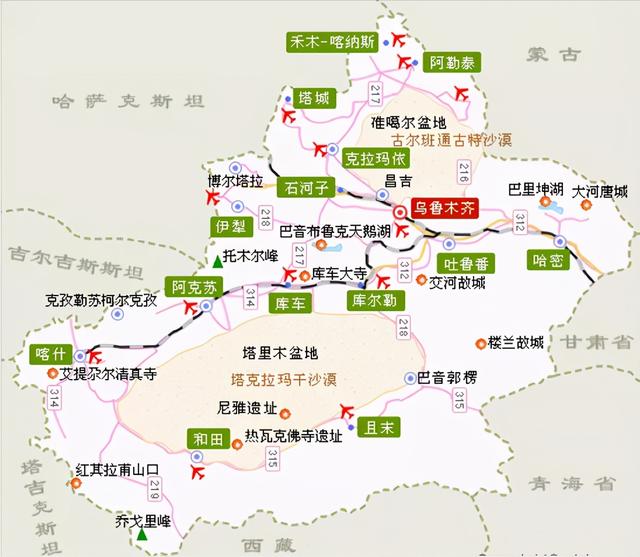 禾木-喀纳斯
阿勒泰
蒙古
哈萨克斯坦
塔城
217
准噶尔盆地
古尔班通古特沙漠
克拉玛依
216
博尔塔拉
石河子
昌吉
巴里坤湖
大河唐城
乌鲁木齐
伊犁
218
巴音布鲁克天鹅湖
312
吉尔吉斯斯坦
托木尔峰
217
库车大寺
312
吐鲁番
哈密
交河故城
克孜勒苏柯尔克孜
阿克苏
314
库车
库尔勒
218
楼兰故城
甘肃省
喀什
艾提尕尔清真寺
塔里木盆地
塔克拉玛干沙漠
巴音郭楞
314
315
尼雅遗址
且末
和田
热瓦克佛寺遗址
315
红其拉甫山口
219
塔吉克斯坦
青海省
乔戈里峰
西藏